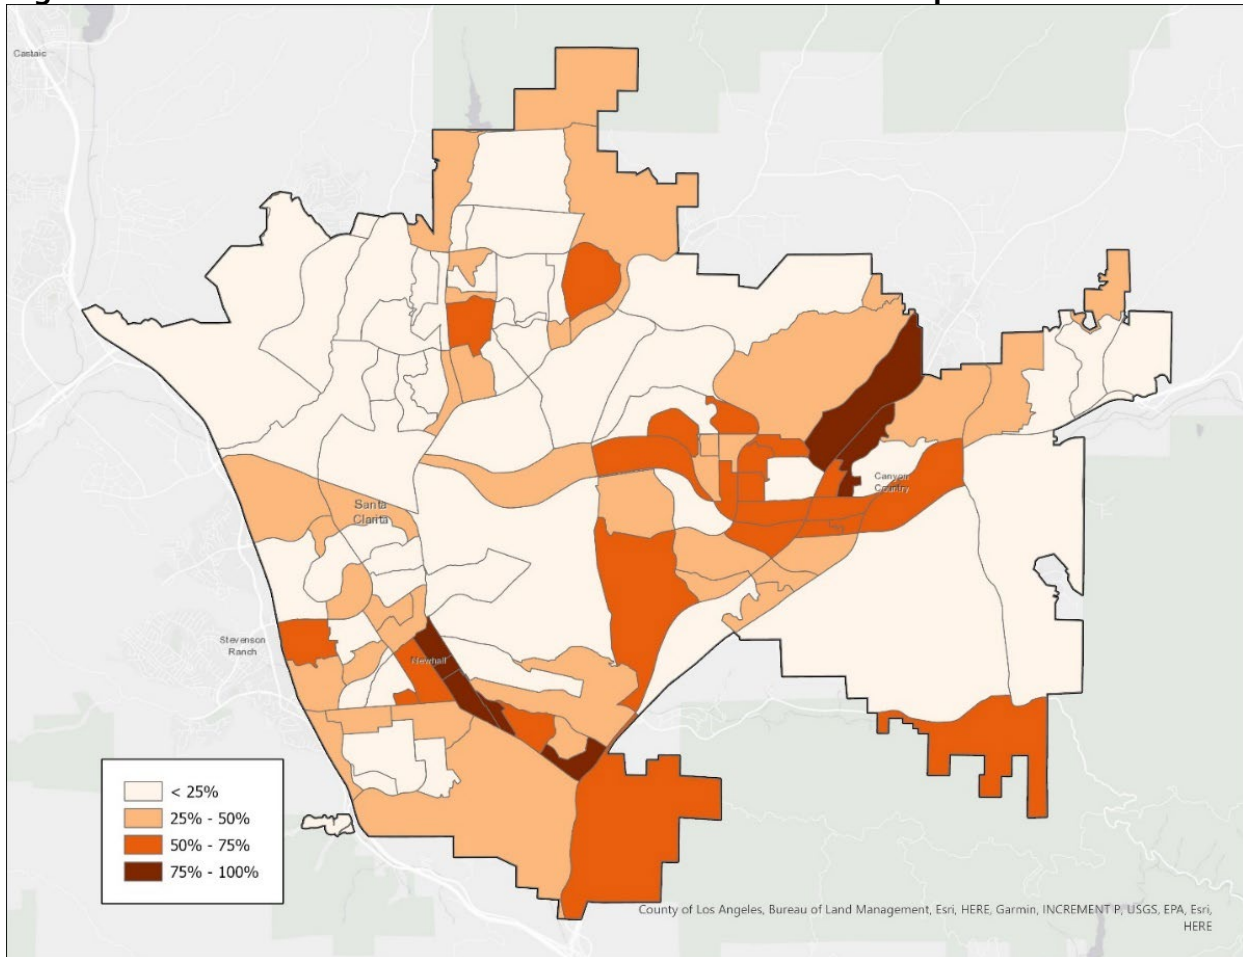 Castaic
Santa
Clarita
Canyon
Country
Stevenson
Ranch
Newhall
< 25%
25% - 50%
50% - 75%
75% - 100%
County of Los Angeles, Bureau of Land Management, Esri, HERE, Garmin, INCREMENT P, USGS, EPA, Esri,
HERE